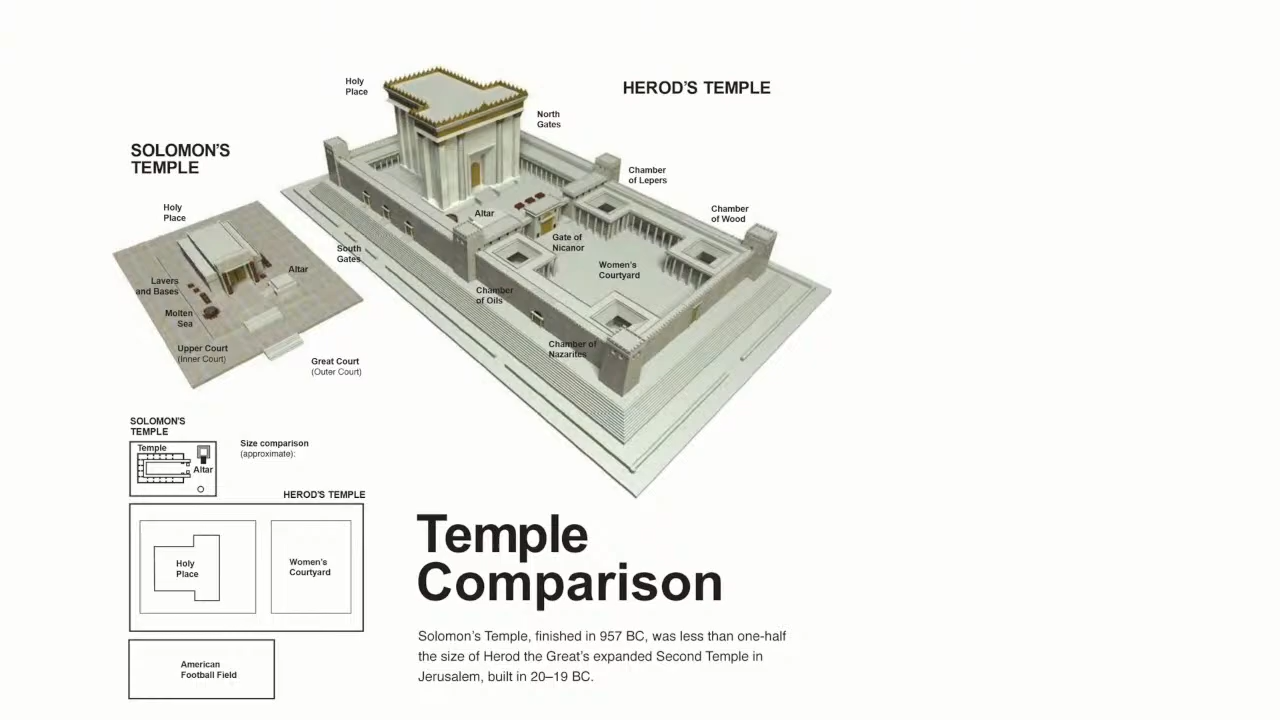 HEROD'S TEMPLE
Holy
Place
North
Gates
Chamber
of Lepers
Chamber
of Wood
Altar
Gate of
Nicanor
Women's
Courtyard
South
Gates
Chamber
of Oils
Chamber of
Nazarites
SOLOMON'S
TEMPLE
Holy
Place
Altar
Lavers
and Bases
Molten
Sea
Upper Court
(Inner Court)
Great Court
(Outer Court)
SOLOMON'S
TEMPLE
Temple
Altar
Size comparison
(approximate):
HEROD'S TEMPLE
Holy
Place
Women's
Courtyard
American
Football Field
Temple
Comparison
Solomon's Temple, finished in 957 BC, was less than one-half
the size of Herod the Great's expanded Second Temple in
Jerusalem, built in 20–19 BC.